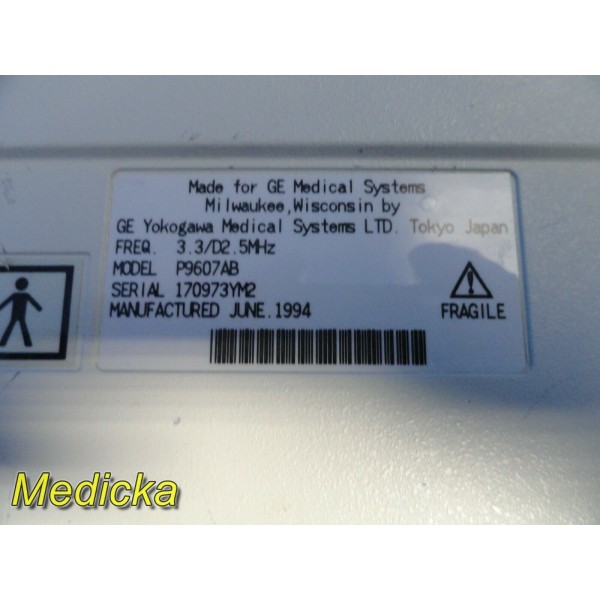 Made for GE Medical Systems
Milwaukee, Wisconsin by
GE Yokogawa Medical Systems LTD. Tokyo Japan
FREQ. 3.3/D2.5MHz
MODEL P9607AB
SERIAL 170973YM2
MANUFACTURED JUNE.1994
FRAGILE
Medicka